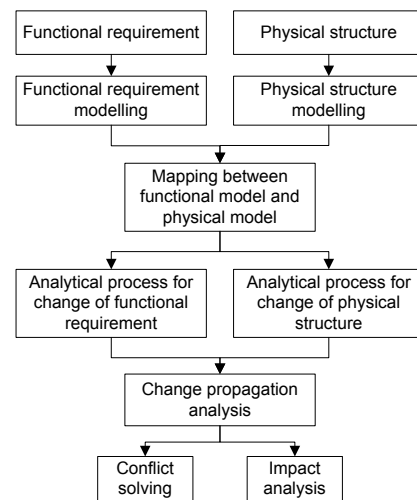 Functional requirement
Physical structure
Functional requirement
modelling
Physical structure
modelling
Mapping between
functional model and
physical model
Analytical process for
change of functional
requirement
Analytical process for
change of physical
structure
Change propagation
analysis
Conflict
solving
Impact
analysis